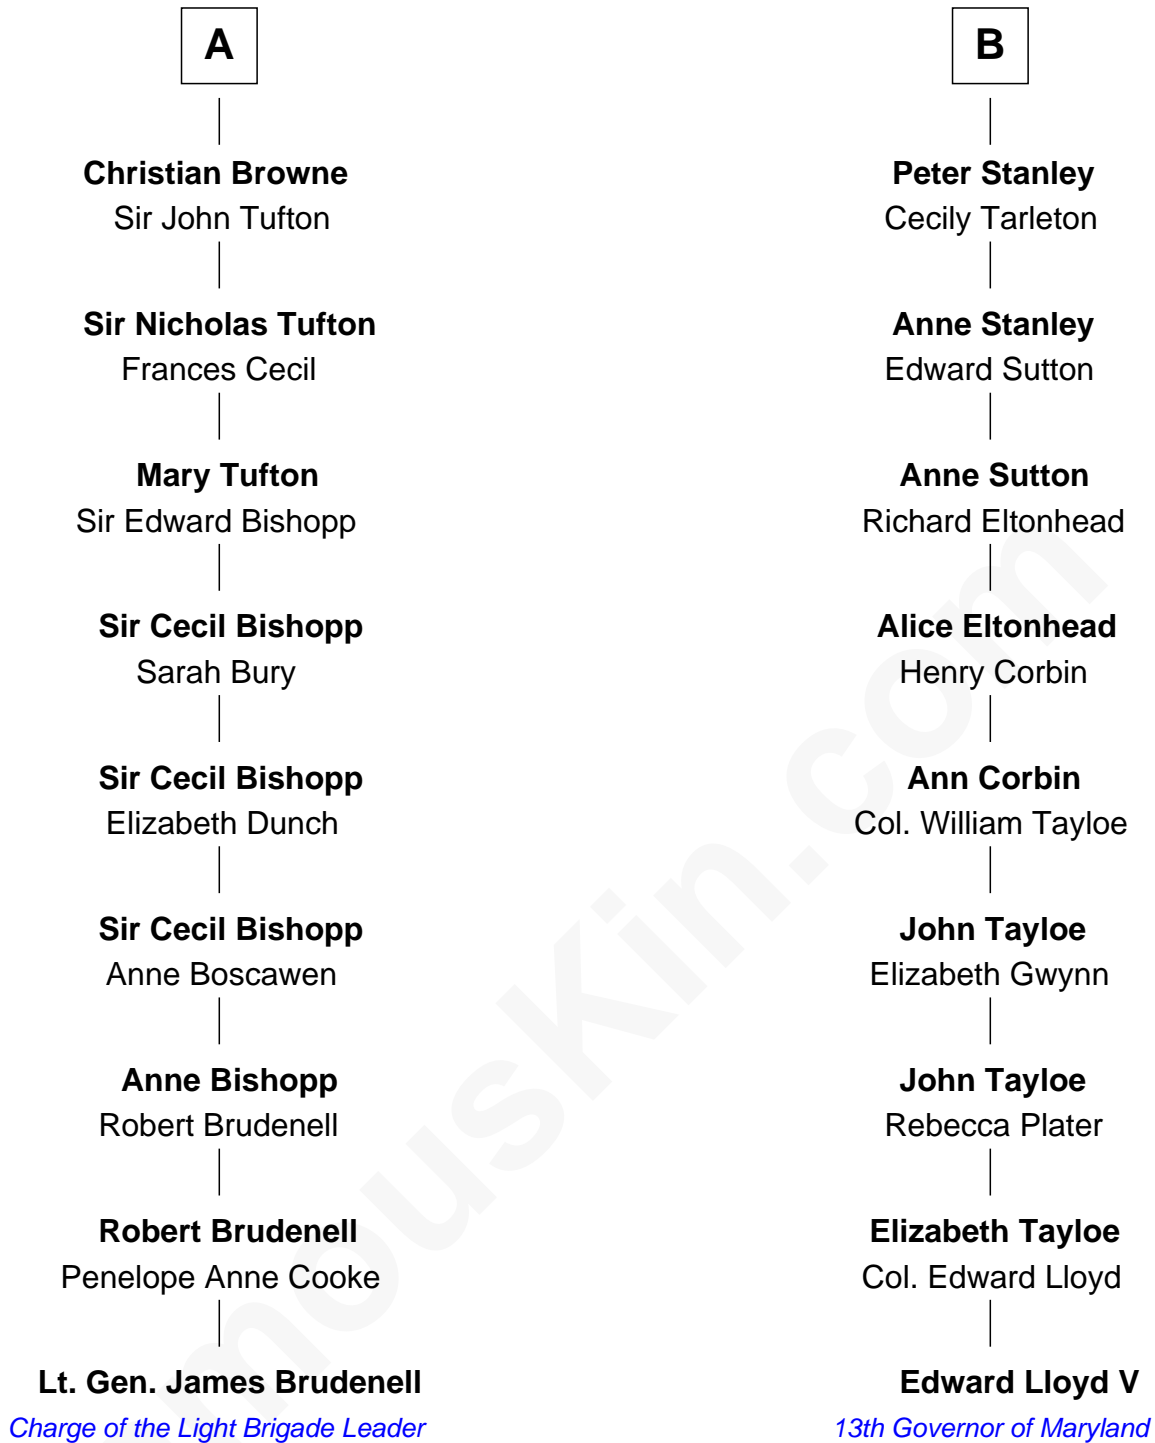 A
Christian Browne
Sir John Tufton
Sir Nicholas Tufton
Frances Cecil
Mary Tufton
Sir Edward Bishopp
Sir Cecil Bishopp
Sarah Bury
Sir Cecil Bishopp
Elizabeth Dunch
Sir Cecil Bishopp
Anne Boscawen
Anne Bishopp
Robert Brudenell
Robert Brudenell
Penelope Anne Cooke
Lt. Gen. James Brudenell
Charge of the Light Brigade Leader
B
Peter Stanley
Cecily Tarleton
Anne Stanley
Edward Sutton
Anne Sutton
Richard Eltonhead
Alice Eltonhead
Henry Corbin
Ann Corbin
Col. William Tayloe
John Tayloe
Elizabeth Gwynn
John Tayloe
Rebecca Plater
Elizabeth Tayloe
Col. Edward Lloyd
Edward Lloyd V
13th Governor of Maryland
mousKin.com